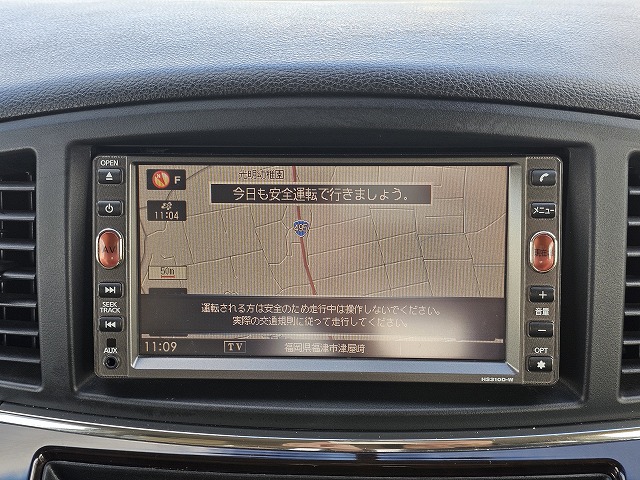 OPEN
AV
SEEK
TRACK
AUX
F
11:04
光明幼稚園
今日も安全運転で行きましょう。
495
50m
運転される方は安全のため走行中は操作しないでください。
実際の交通規則に従って走行してください。
11:09
TV
福岡県福津市津屋崎
メニュー
現在地
音量
OPT
HS310D-W